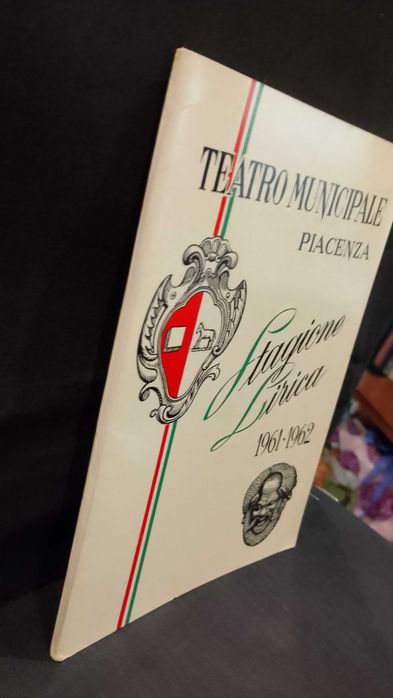 TEATRO MUNICIPALE
PIACENZA
Stagione
Lirica
1961-1962